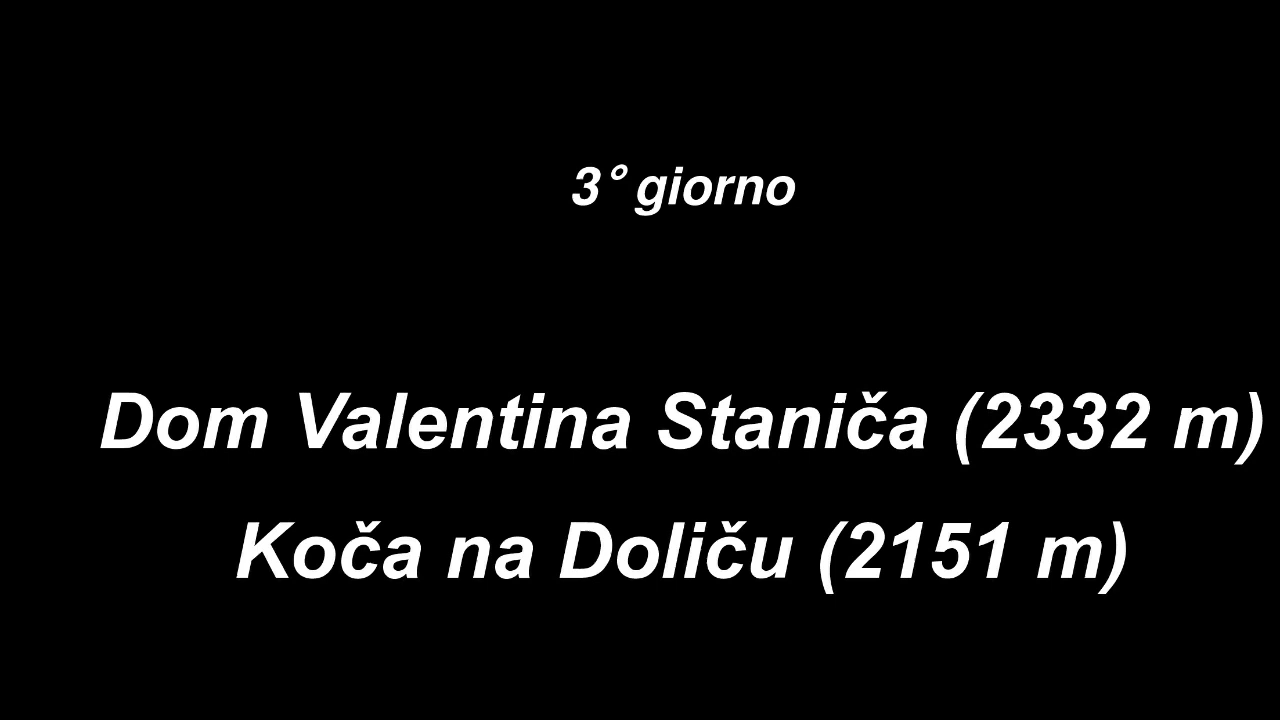 3° giorno
Dom Valentina Staniča (2332 m)
Koča na Doliču (2151 m)